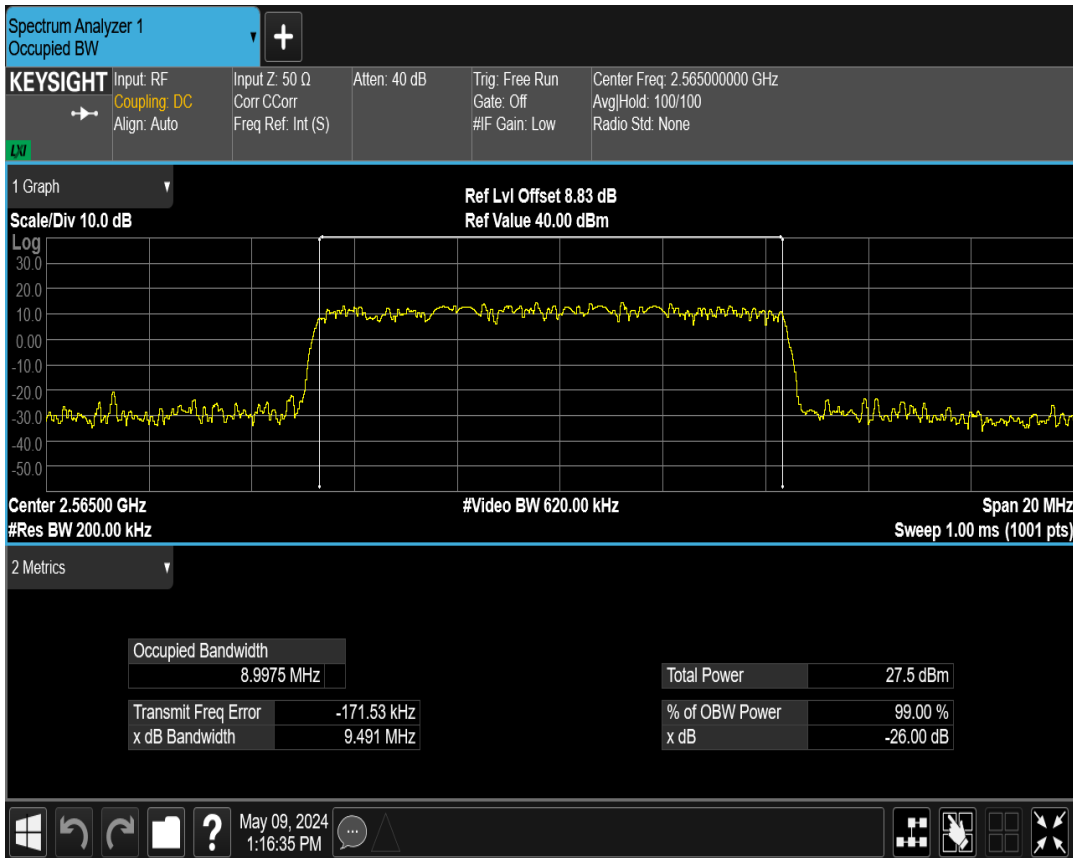 Spectrum Analyzer 1
Occupied BW
KEYSIGHT
LXI
Input: RF
Coupling: DC
Align: Auto
Input Z: 50 Ω
Corr CCorr
Freq Ref: Int (S)
Atten: 40 dB
Trig: Free Run
Gate: Off
#IF Gain: Low
Center Freq: 2.565000000 GHz
Avg|Hold: 100/100
Radio Std: None
1 Graph
Scale/Div 10.0 dB
Ref Lvl Offset 8.83 dB
Ref Value 40.00 dBm
Log
30.0
20.0
10.0
0.00
-10.0
-20.0
-30.0
-40.0
-50.0
Center 2.56500 GHz
#Video BW 620.00 kHz
Span 20 MHz
#Res BW 200.00 kHz
Sweep 1.00 ms (1001 pts)
2 Metrics
Occupied Bandwidth
8.9975 MHz
Total Power 27.5 dBm
Transmit Freq Error -171.53 kHz
% of OBW Power 99.00 %
x dB Bandwidth 9.491 MHz
x dB -26.00 dB
?
May 09, 2024
1:16:35 PM